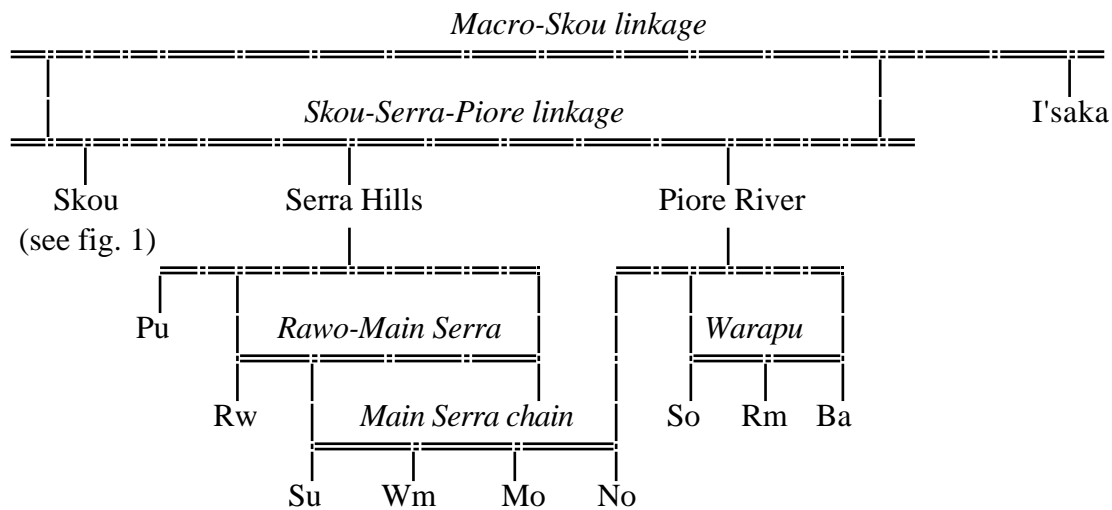 Macro-Skou linkage
Skou-Serra-Piore linkage I'saka
Skou Serra Hills Piore River
(see fig. 1)
Pu Rawo-Main Serra Warapu
Rw Main Serra chain So Rm Ba
Su Wm Mo No